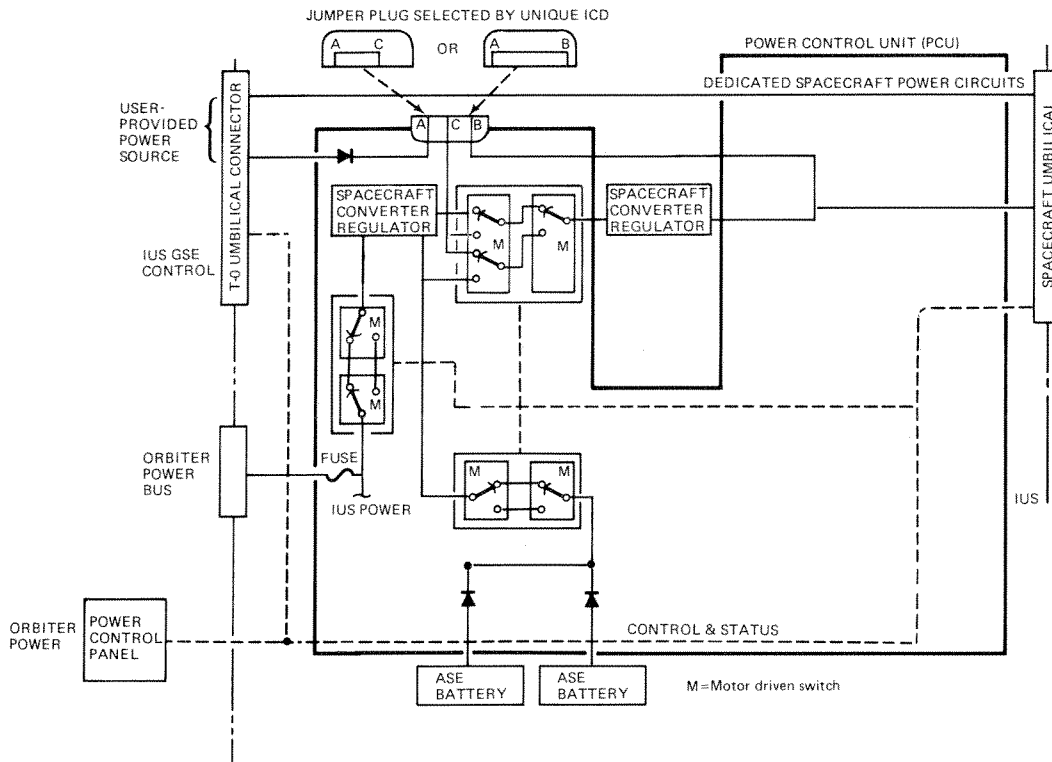 JUMPER PLUG SELECTED BY UNIQUE ICD
A C
OR
A B
POWER CONTROL UNIT (PCU)
DEDICATED SPACECRAFT POWER CIRCUITS
USER-
PROVIDED
POWER
SOURCE
T-0 UMBILICAL CONNECTOR
A C B
SPACECRAFT
CONVERTER
REGULATOR
M
M
SPACECRAFT
CONVERTER
REGULATOR
SPACECRAFT UMBILICAL
IUS GSE
CONTROL
M
M
ORBITER
POWER
BUS
FUSE
IUS POWER
M
M
IUS
ORBITER
POWER
POWER
CONTROL
PANEL
CONTROL & STATUS
ASE
BATTERY
ASE
BATTERY
M=Motor driven switch